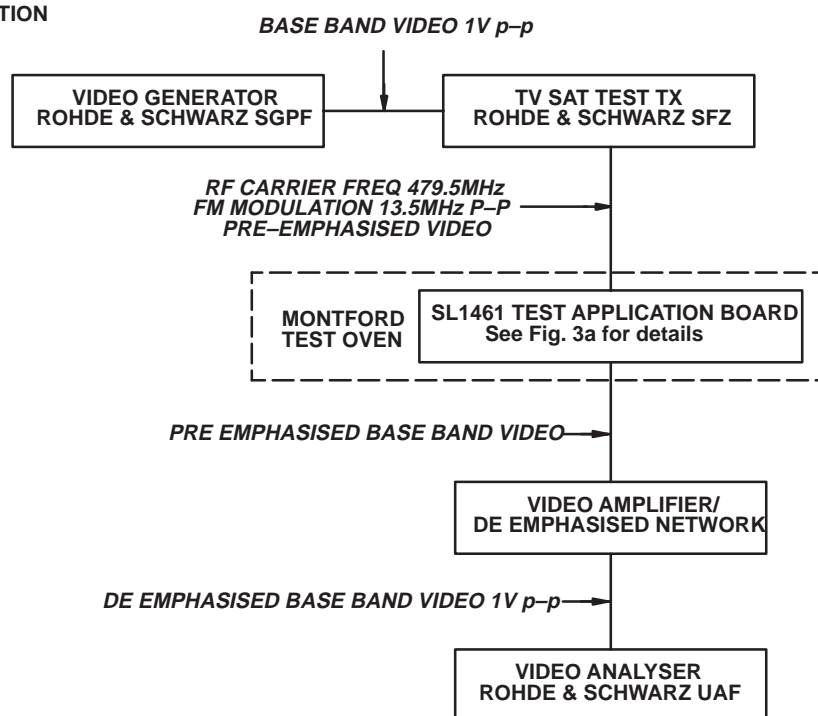 TION
BASE BAND VIDEO 1V p–p
VIDEO GENERATOR
ROHDE & SCHWARZ SGPF
TV SAT TEST TX
ROHDE & SCHWARZ SFZ
RF CARRIER FREQ 479.5MHz
FM MODULATION 13.5MHz P–P
PRE–EMPHASISED VIDEO
MONTFORD
TEST OVEN
SL1461 TEST APPLICATION BOARD
See Fig. 3a for details
PRE EMPHASISED BASE BAND VIDEO
VIDEO AMPLIFIER/
DE EMPHASISED NETWORK
DE EMPHASISED BASE BAND VIDEO 1V p–p
VIDEO ANALYSER
ROHDE & SCHWARZ UAF